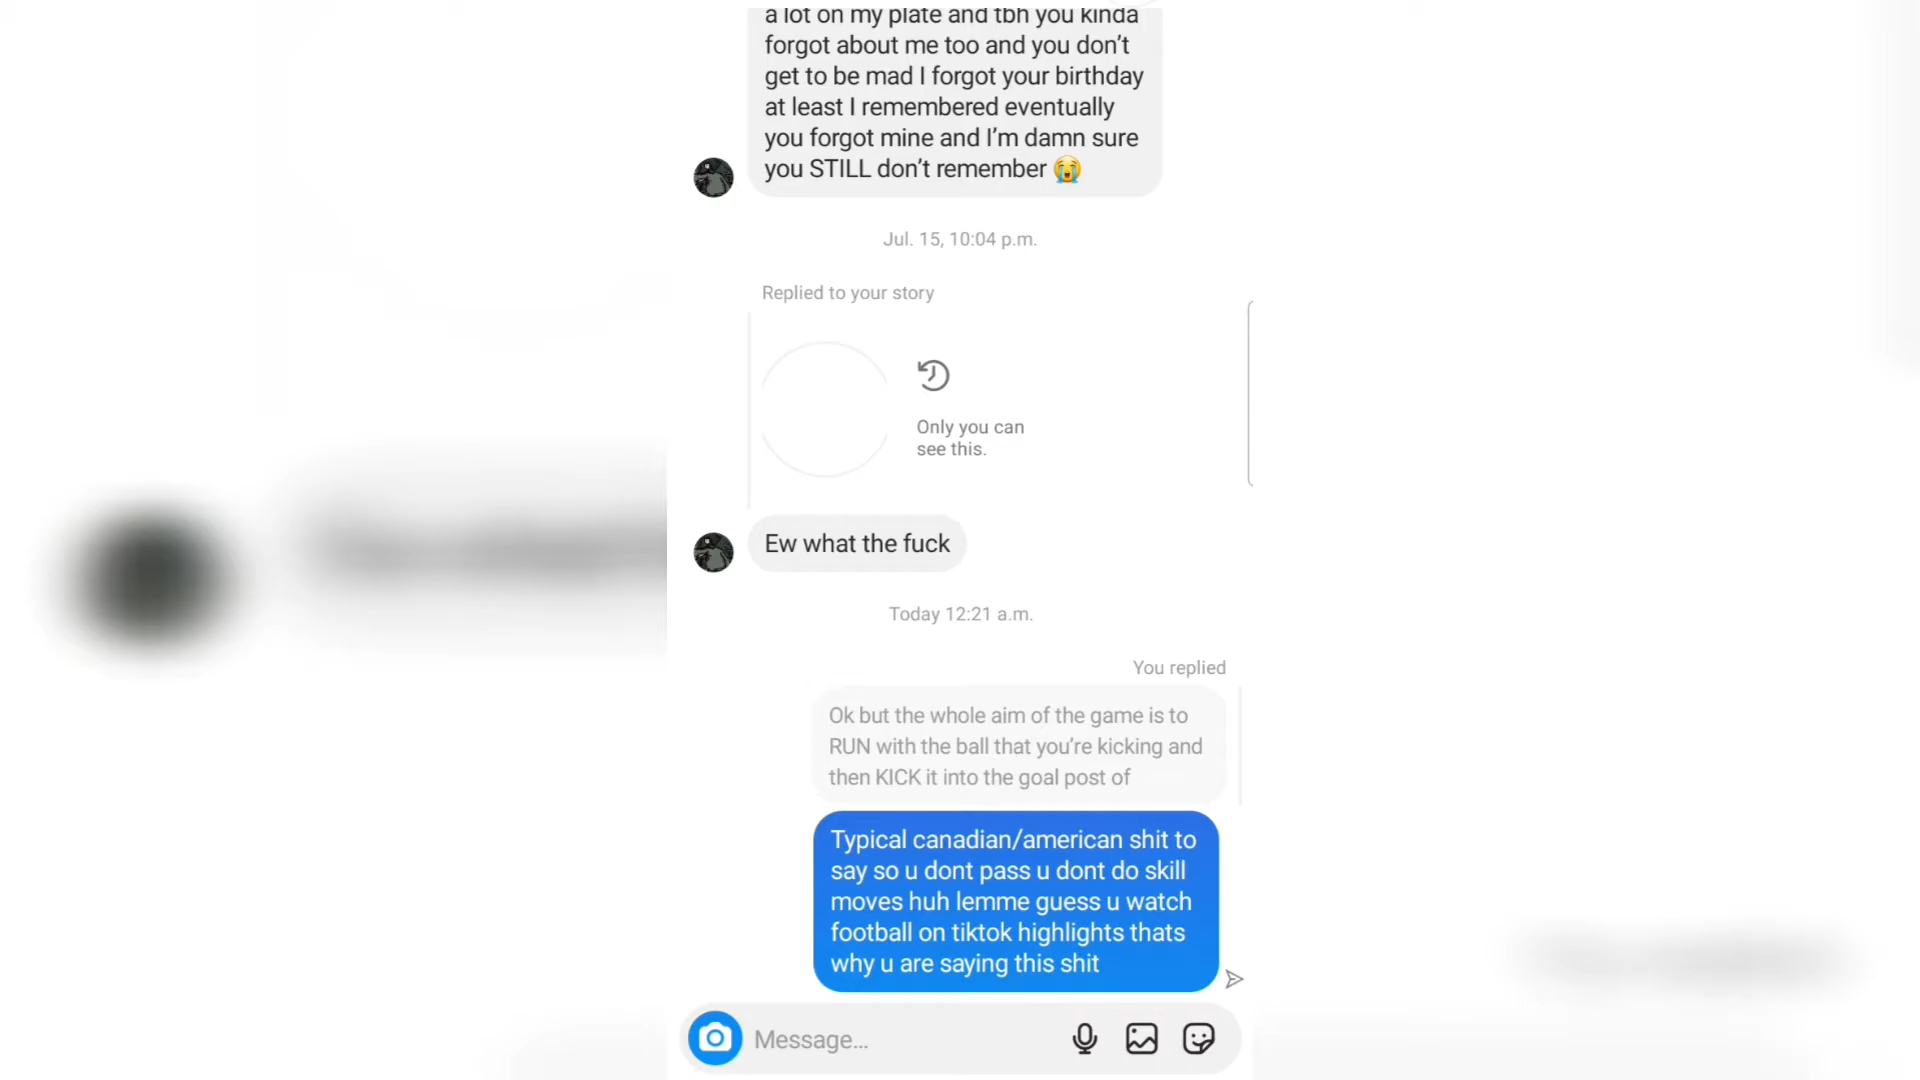 a lot on my plate and tbh you kinda
forgot about me too and you don’t
get to be mad I forgot your birthday
at least I remembered eventually
you forgot mine and I’m damn sure
you STILL don’t remember 😭
Jul. 15, 10:04 p.m.
Replied to your story
Only you can
see this.
Ew what the fuck
Today 12:21 a.m.
You replied
Ok but the whole aim of the game is to
RUN with the ball that you’re kicking and
then KICK it into the goal post of
Typical canadian/american shit to
say so u dont pass u dont do skill
moves huh lemme guess u watch
football on tiktok highlights thats
why u are saying this shit
Message...